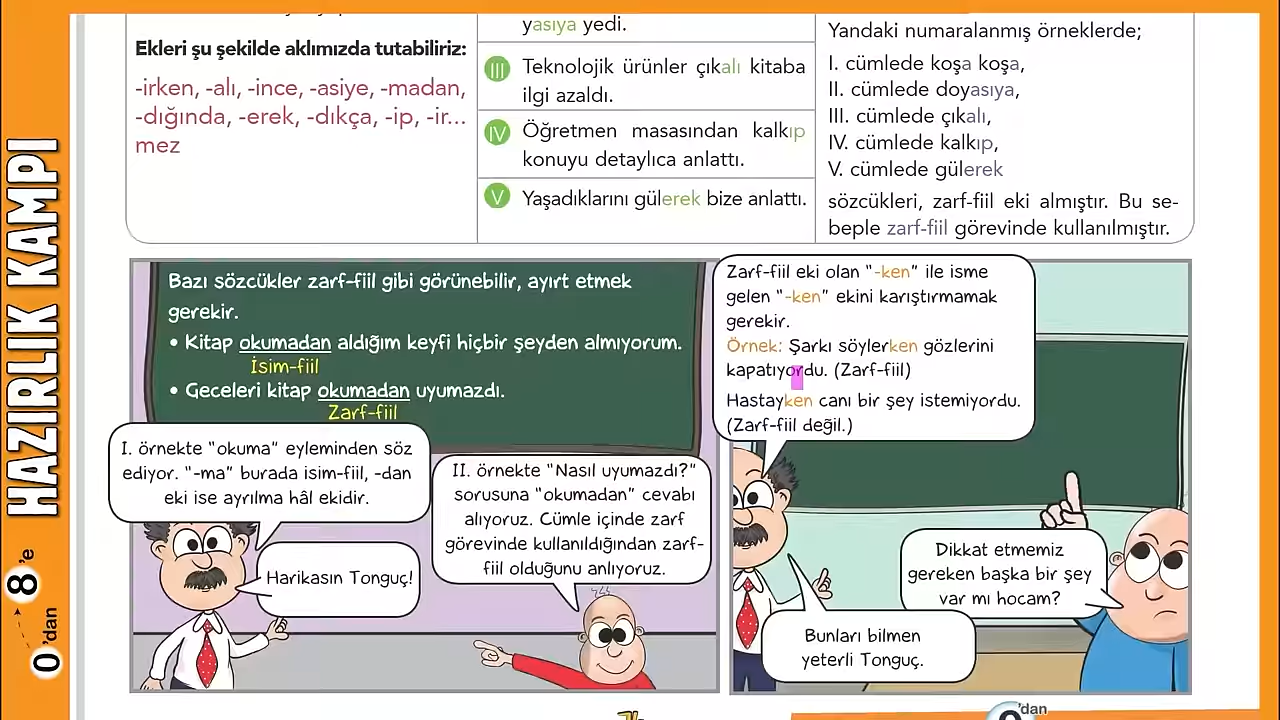 Ekleri şu şekilde aklımızda tutabiliriz:
-irken, -alı, -ince, -asiye, -madan,
-dığında, -erek, -dıkça, -ip, -ir...
mez
yasıya yedi.
III Teknolojik ürünler çıkalı kitaba
ilgi azaldı.
IV Öğretmen masasından kalkıp
konuyu detaylıca anlattı.
V Yaşadıklarını gülerek bize anlattı.
Yandaki numaralanmış örneklerde;
I. cümlede koşa koşa,
II. cümlede doyasıya,
III. cümlede çıkalı,
IV. cümlede kalkıp,
V. cümlede gülerek
sözcükleri, zarf-fiil eki almıştır. Bu se-
beple zarf-fiil görevinde kullanılmıştır.
HAZIRLIK KAMPI
0'dan 8'e
Bazı sözcükler zarf-fiil gibi görünebilir, ayırt etmek
gerekir.
• Kitap okumadan aldığım keyfi hiçbir şeyden almıyorum.
İsim-fiil
• Geceleri kitap okumadan uyumazdı.
Zarf-fiil
I. örnekte "okuma" eyleminden söz
ediyor. "-ma" burada isim-fiil, -dan
eki ise ayrılma hâl ekidir.
Harikasın Tonguç!
II. örnekte "Nasıl uyumazdı?"
sorusuna "okumadan" cevabı
alıyoruz. Cümle içinde zarf
görevinde kullanıldığından zarf-
fiil olduğunu anlıyoruz.
Zarf-fiil eki olan "-ken" ile isme
gelen "-ken" ekini karıştırmamak
gerekir.
Örnek: Şarkı söylerken gözlerini
kapatıyordu. (Zarf-fiil)
Hastayken canı bir şey istemiyordu.
(Zarf-fiil değil.)
Dikkat etmemiz
gereken başka bir şey
var mı hocam?
Bunları bilmen
yeterli Tonguç.
'dan